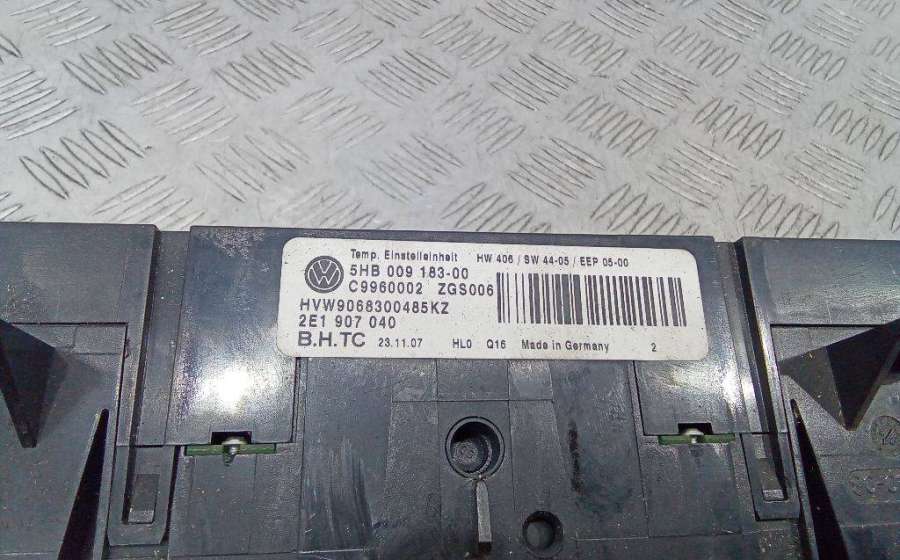 Temp. Einstelleinheit HW 406 / SW 44-05 / EEP 05-00
5HB 009 183-00
C9960002 ZGS006
HVW9068300485KZ
2E1 907 040
B.H.TC 23.11.07 HL0 Q16 Made in Germany 2